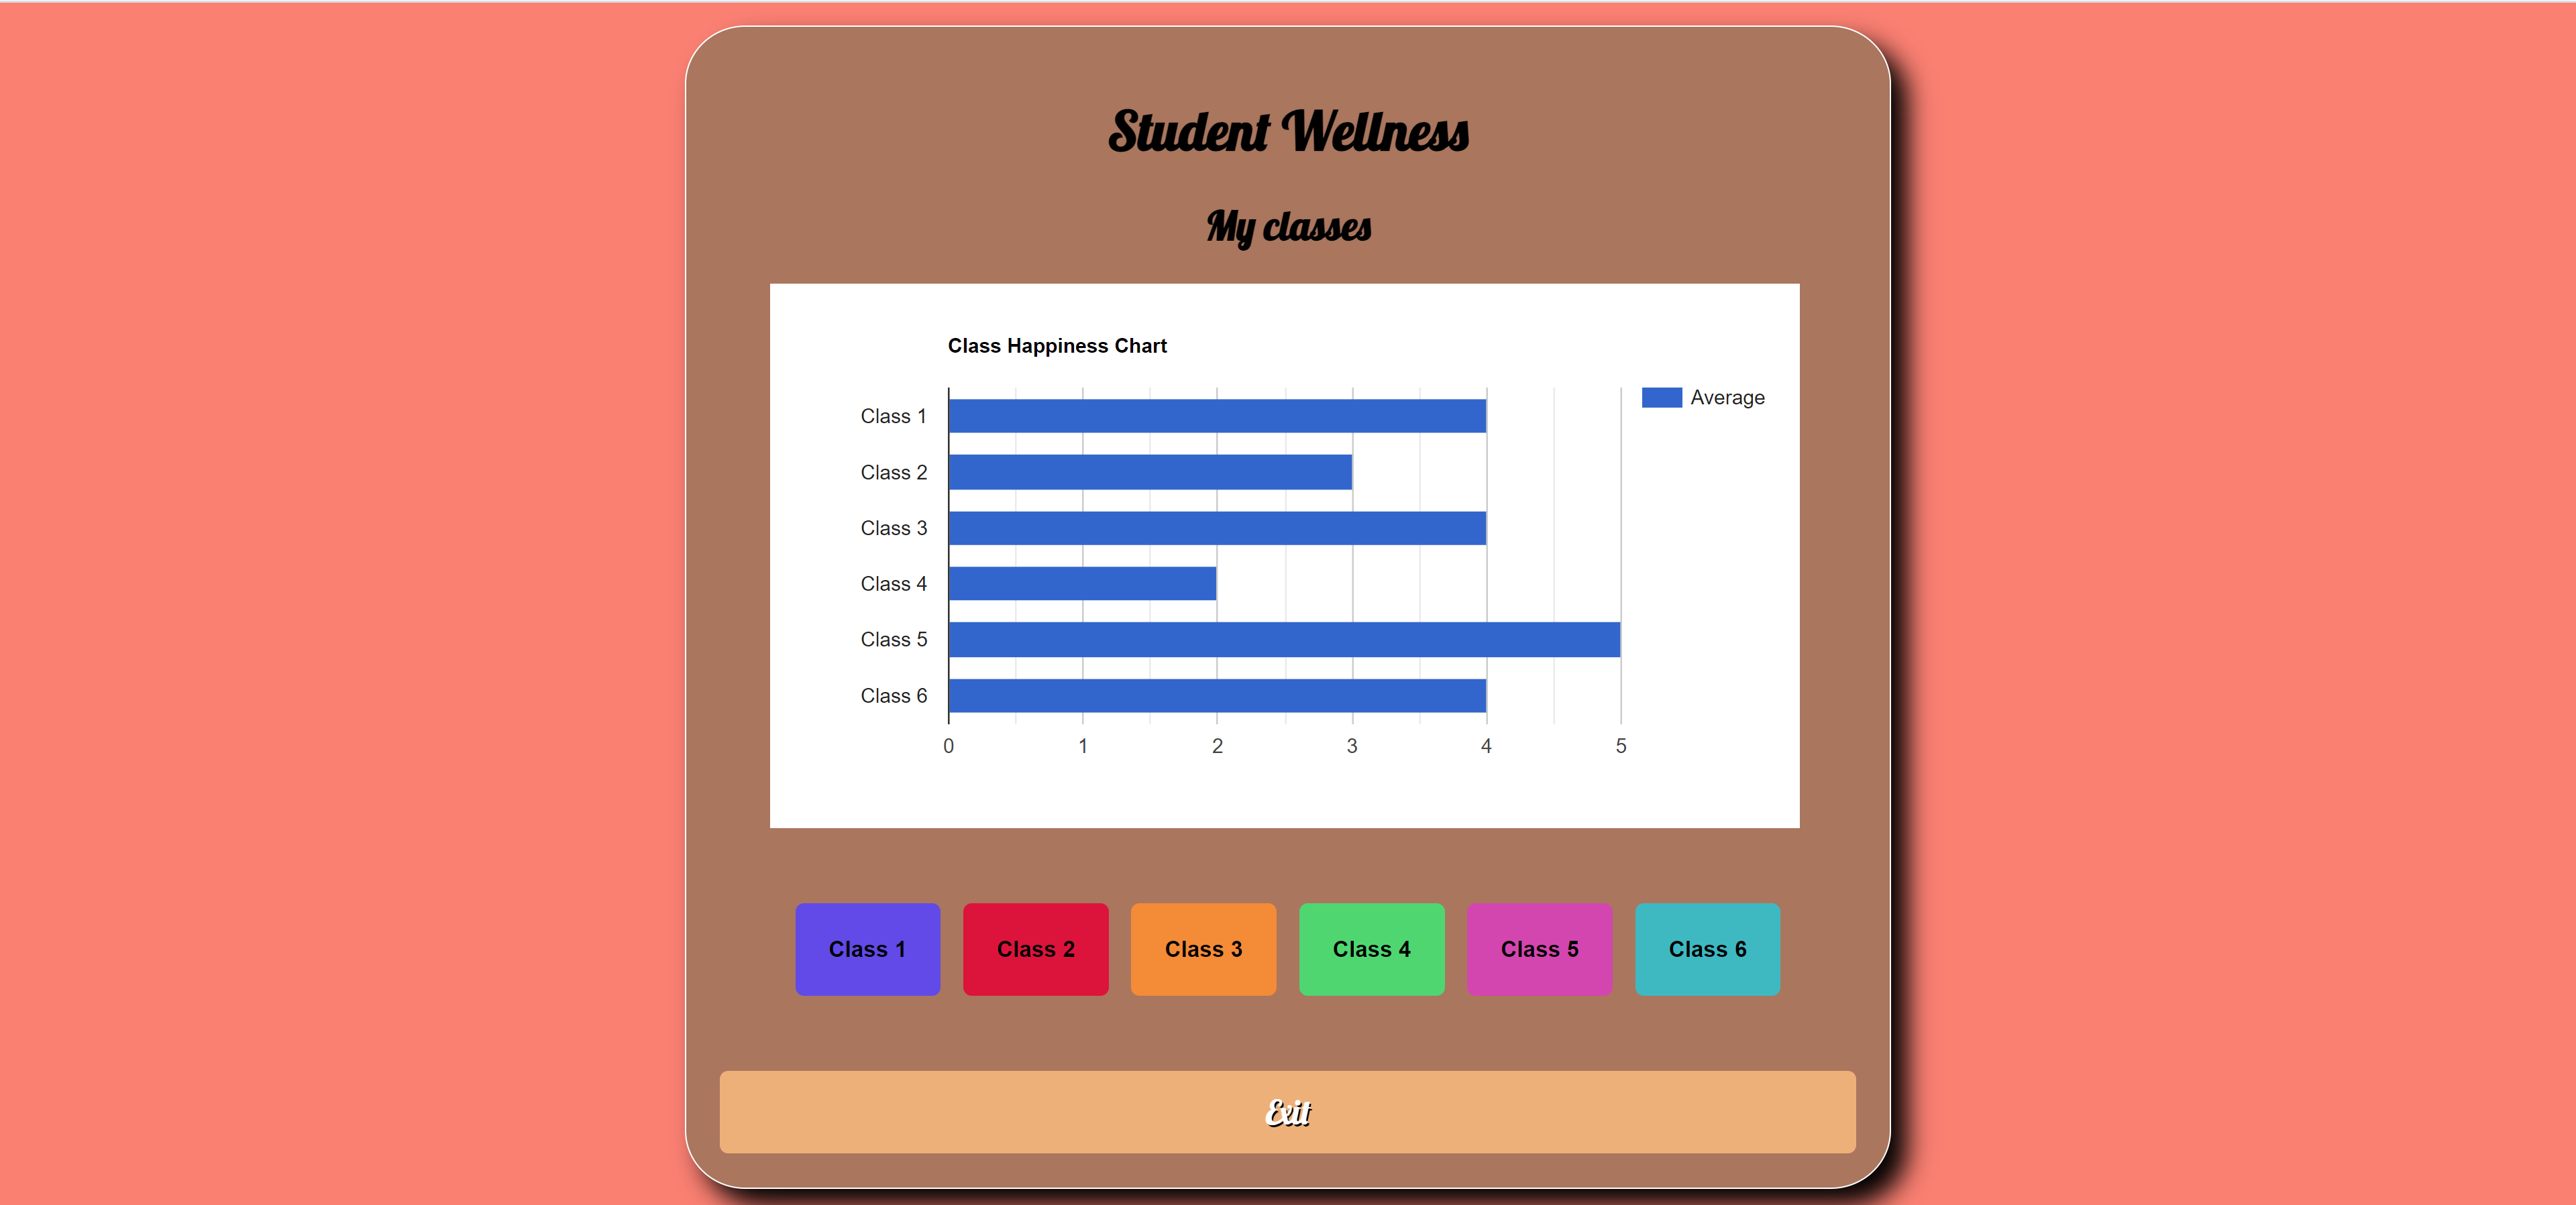 Student Wellness
My classes
Class Happiness Chart
Average
Class 1
Class 2
Class 3
Class 4
Class 5
Class 6
0 1 2 3 4 5
Class 1 Class 2 Class 3 Class 4 Class 5 Class 6
Exit